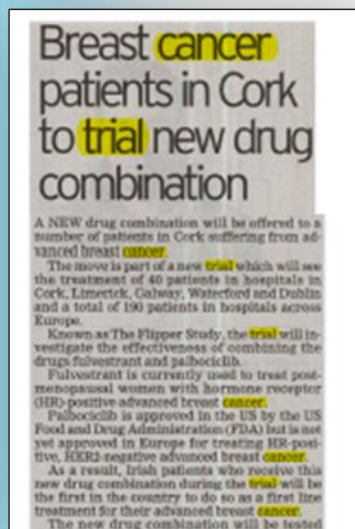 Breast cancer
patients in Cork
to trial new drug
combination
A NEW drug combination will be offered to a
number of patients in Cork suffering from ad-
vanced breast cancer.
The move is part of a new trial which will see
the treatment of 40 patients in hospitals in
Cork, Limerick, Galway, Waterford and Dublin
and a total of 190 patients in hospitals across
Europe.
Known as The Flipper Study, the trial will in-
vestigate the effectiveness of combining the
drugs fulvestrant and palbociclib.
Fulvestrant is currently used to treat post-
menopausal women with hormone receptor
(HR)-positive advanced breast cancer.
Palbociclib is approved in the US by the US
Food and Drug Administration (FDA) but is not
yet approved in Europe for treating HR-posi-
tive, HER2-negative advanced breast cancer.
As a result, Irish patients who receive this
new drug combination during the trial will be
the first in the country to do so as a first line
treatment for their advanced breast cancer.
The new drug combination will be tested